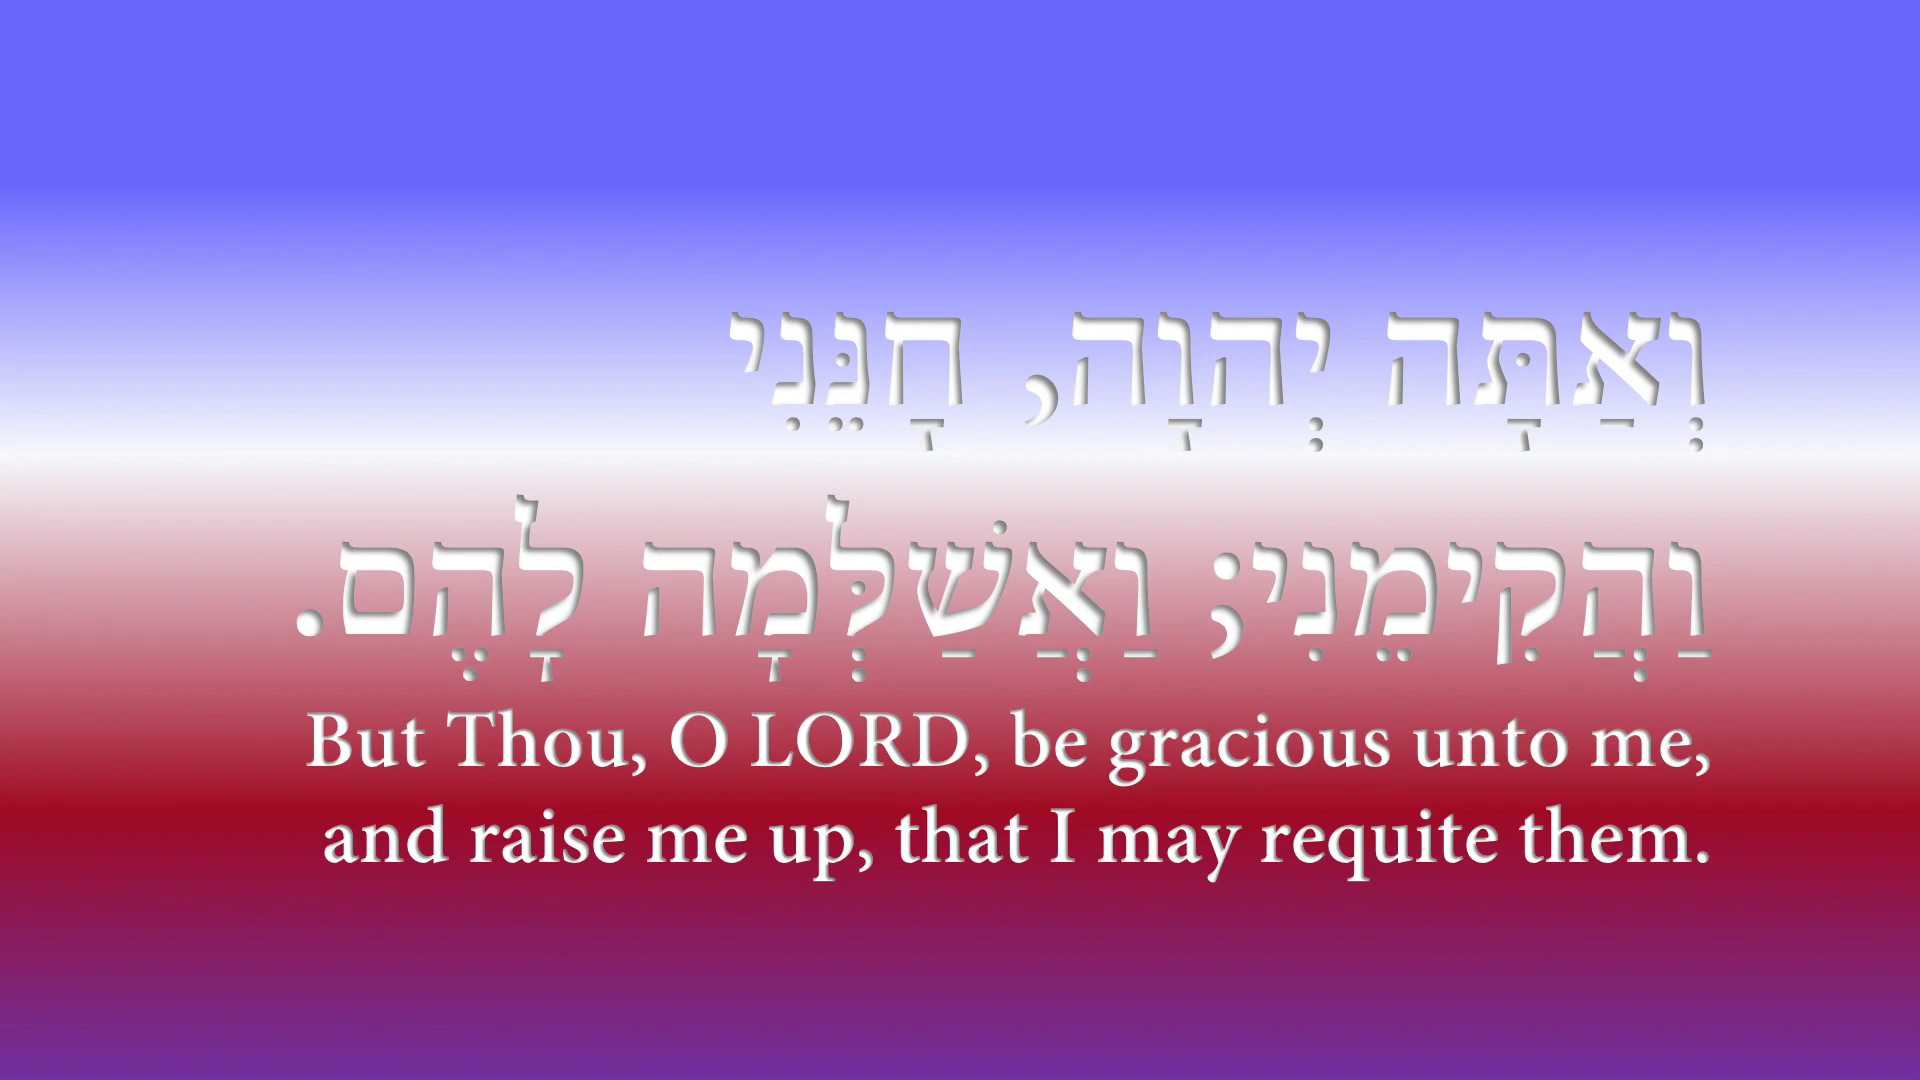 וְאַתָּה יְהוָה, חָנֵּנִי
וַהֲקִימֵנִי; וַאֲשַׁלְּמָה לָהֶם.
But Thou, O LORD, be gracious unto me,
and raise me up, that I may requite them.